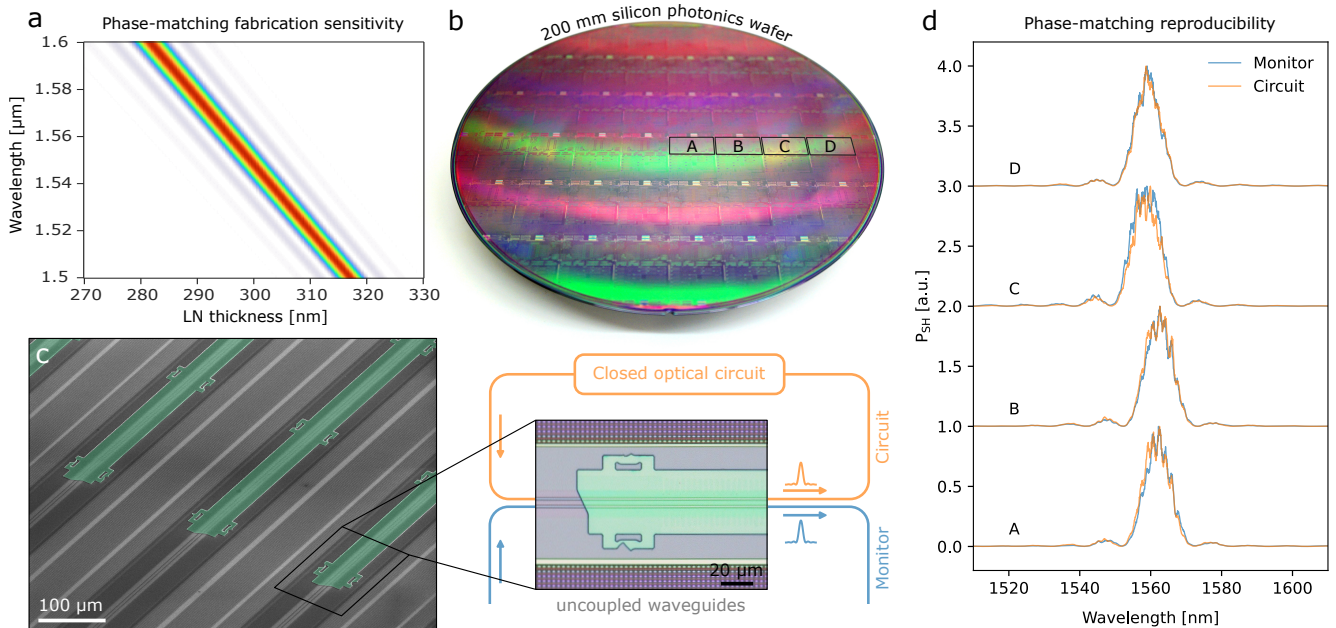 a
Phase-matching fabrication sensitivity
Wavelength [µm]
1.6
1.58
1.56
1.54
1.52
1.5
270 280 290 300 310 320 330
LN thickness [nm]
b
200 mm silicon photonics wafer
A B C D
c
100 µm
Closed optical circuit
Circuit
Monitor
20 µm
uncoupled waveguides
d
Phase-matching reproducibility
Monitor
Circuit
P_SH [a.u.]
4.0
3.5
3.0
2.5
2.0
1.5
1.0
0.5
0.0
D
C
B
A
1520 1540 1560 1580 1600
Wavelength [nm]